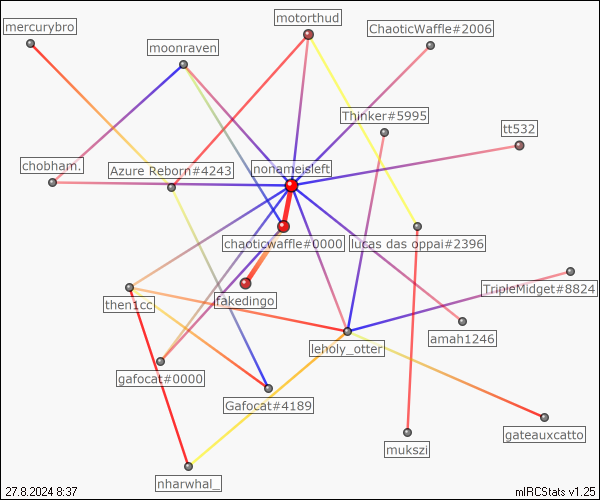 mercurybro
motorthud
ChaoticWaffle#2006
moonraven
Thinker#5995
tt532
chobham.
Azure Reborn#4243
nonameisleft
chaoticwaffle#0000
lucas das oppai#2396
TripleMidget#8824
fakedingo
then1cc
amah1246
leholy_otter
gafocat#0000
Gafocat#4189
gateauxcatto
mukszi
nharwhal_
27.8.2024 8:37
mIRCStats v1.25